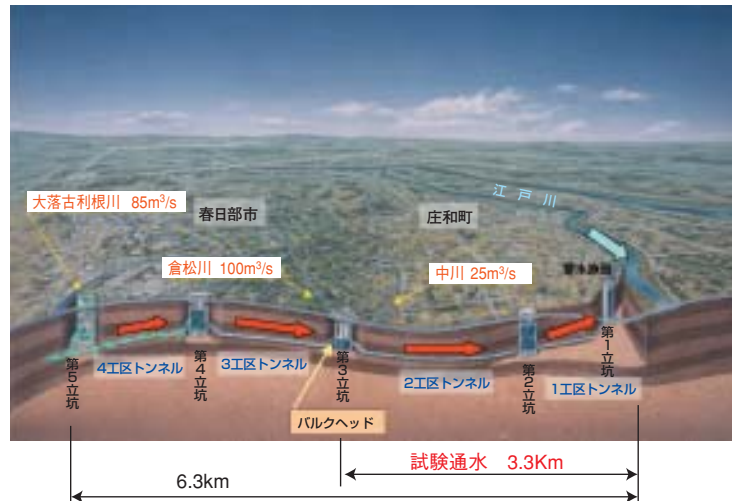 江戸川
大落古利根川 85m³/s
春日部市
庄和町
倉松川 100m³/s
中川 25m³/s
第5立坑
4工区トンネル
第4立坑
3工区トンネル
第3立坑
2工区トンネル
第2立坑
1工区トンネル
第1立坑
バルクヘッド
試験通水 3.3Km
6.3km